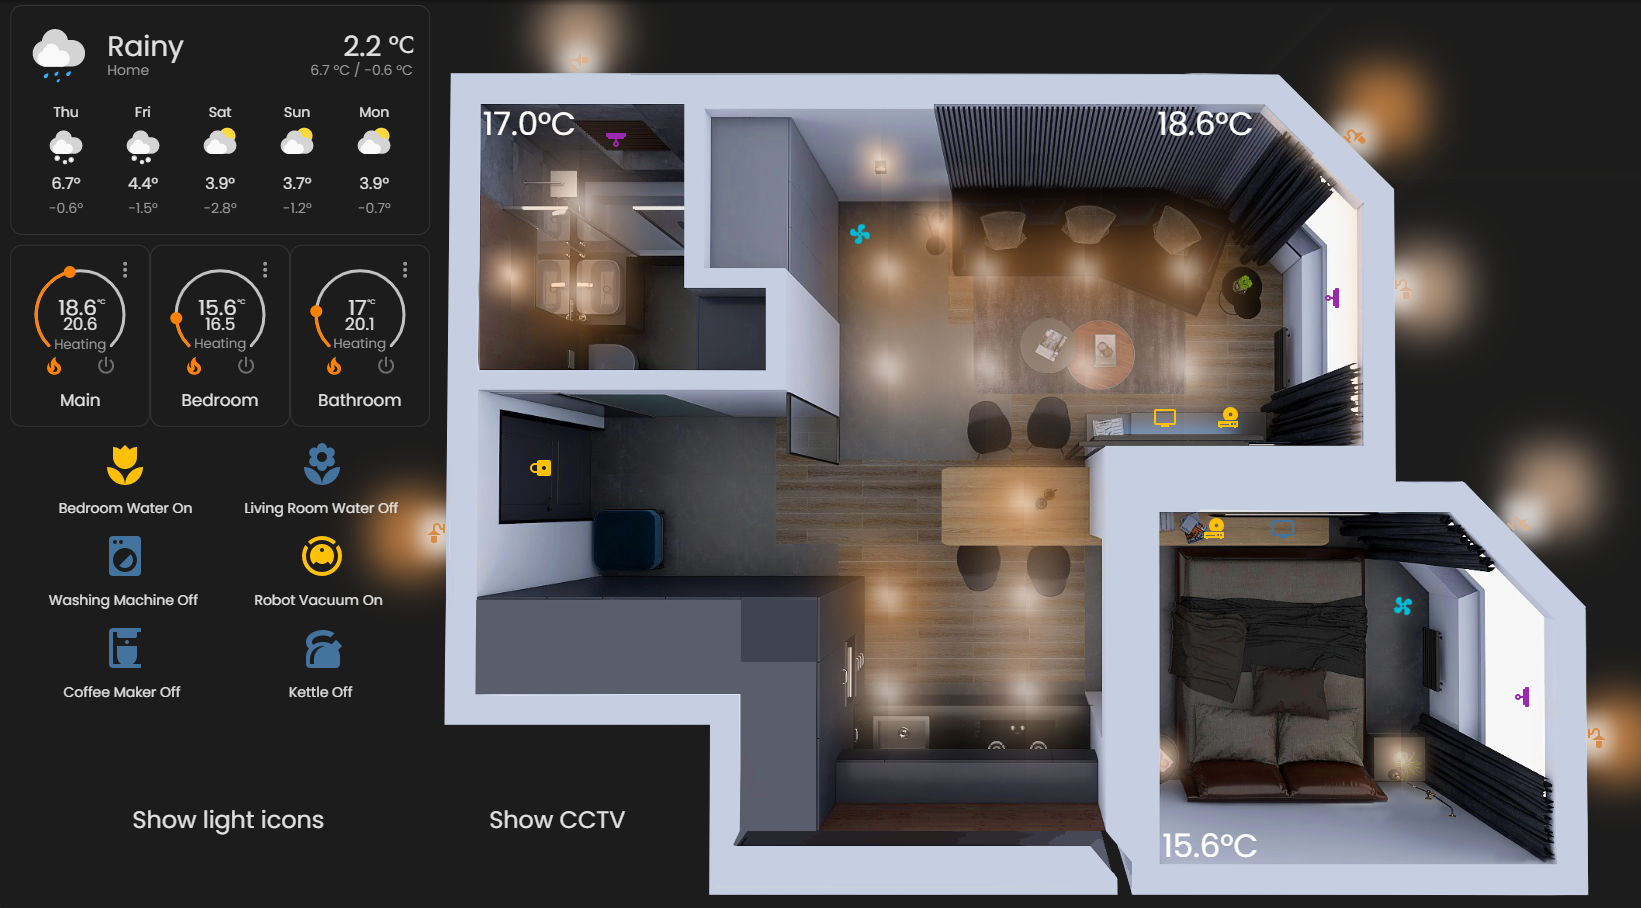 Rainy
2.2 °C
Home
6.7 °C / -0.6 °C
Thu Fri Sat Sun Mon
6.7° 4.4° 3.9° 3.7° 3.9°
-0.6° -1.5° -2.8° -1.2° -0.7°
18.6°C 15.6°C 17°C
20.6 16.5 20.1
Heating Heating Heating
Main Bedroom Bathroom
Bedroom Water On Living Room Water Off
Washing Machine Off Robot Vacuum On
Coffee Maker Off Kettle Off
Show light icons Show CCTV
17.0°C
18.6°C
15.6°C